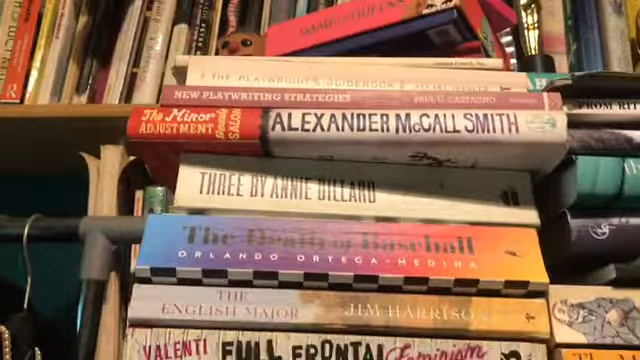 GAME OF QUEENS
THE PLAYWRIGHT'S GUIDEBOOK
NEW PLAYWRITING STRATEGIES PAUL C. CASTAGNO
The Minor
ADJUSTMENT
Beauty
SALON
ALEXANDER McCALL SMITH
FROM
THREE BY ANNIE DILLARD
The Death of Baseball
ORLANDO ORTEGA-MEDINA
THE
ENGLISH MAJOR
JIM HARRISON
VALENTI
FULL FRONTAL Feminism